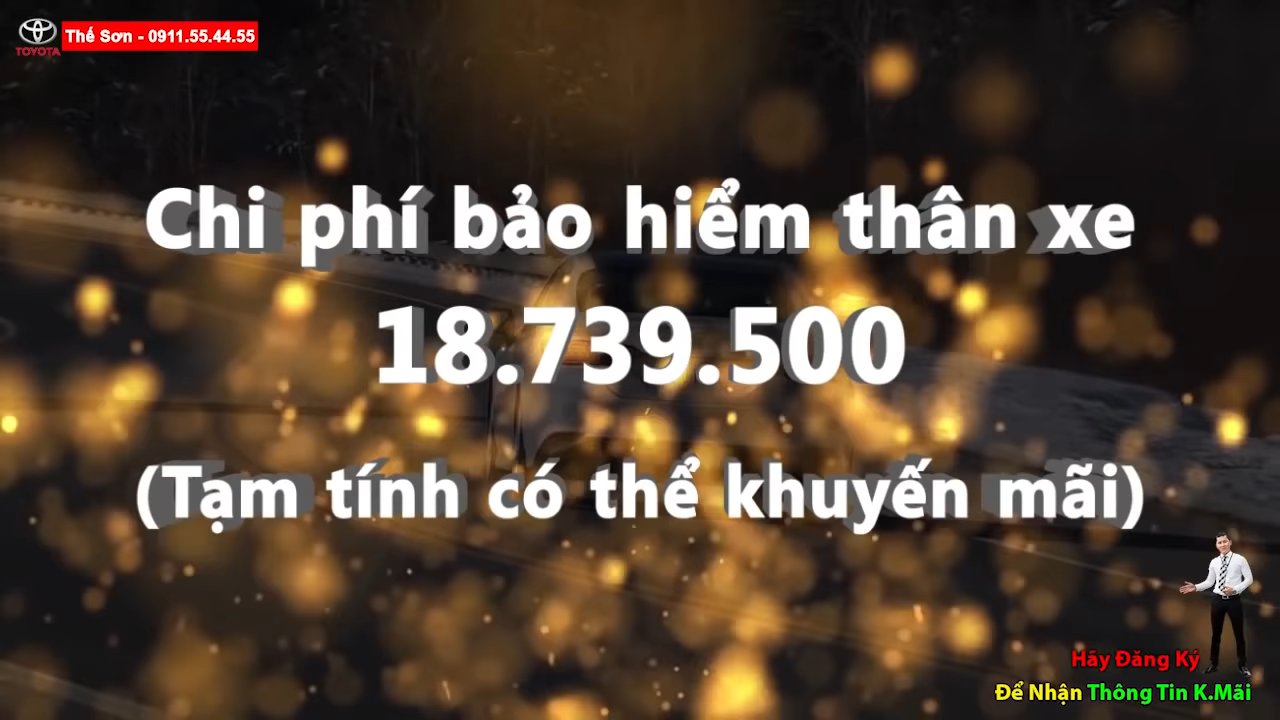 TOYOTA
Thế Sơn - 0911.55.44.55
Chi phí bảo hiểm thân xe
18.739.500
(Tạm tính có thể khuyến mãi)
Hãy Đăng Ký
Để Nhận Thông Tin K.Mãi